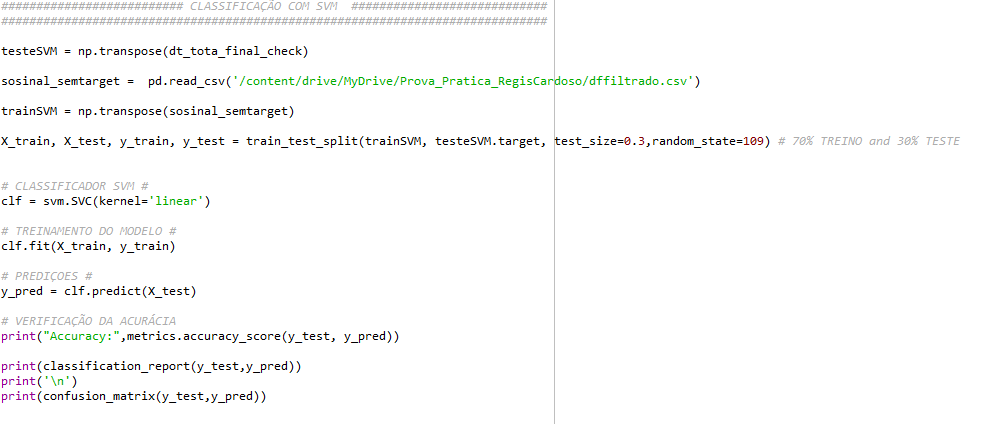 ########################## CLASSIFICAÇÃO COM SVM  ############################
##############################################################################
testeSVM = np.transpose(dt_tota_final_check)
sosinal_semtarget =  pd.read_csv('/content/drive/MyDrive/Prova_Pratica_RegisCardoso/dffiltrado.csv')
trainSVM = np.transpose(sosinal_semtarget)
X_train, X_test, y_train, y_test = train_test_split(trainSVM, testeSVM.target, test_size=0.3,random_state=109) # 70% TREINO and 30% TESTE
# CLASSIFICADOR SVM #
clf = svm.SVC(kernel='linear')
# TREINAMENTO DO MODELO #
clf.fit(X_train, y_train)
# PREDIÇOES #
y_pred = clf.predict(X_test)
# VERIFICAÇÃO DA ACURÁCIA
print("Accuracy:",metrics.accuracy_score(y_test, y_pred))
print(classification_report(y_test,y_pred))
print('\n')
print(confusion_matrix(y_test,y_pred))